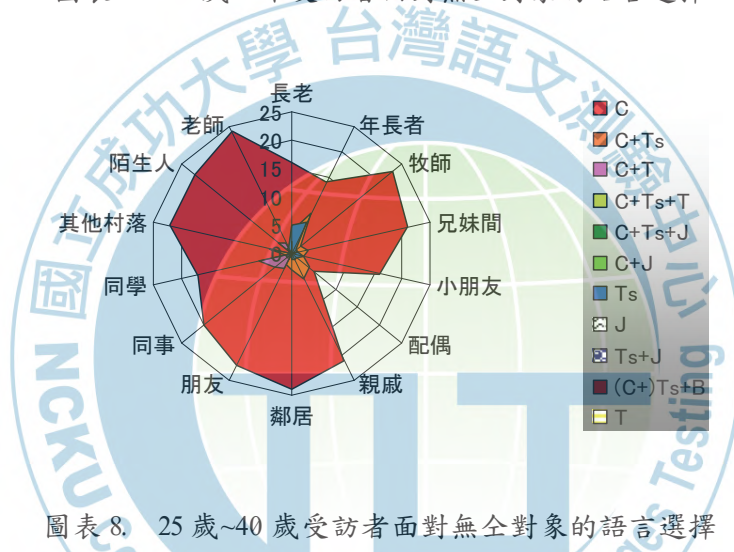 國立成功大學 台灣語文測驗中心
長老
年長者
牧師
兄妹間
小朋友
配偶
親戚
鄰居
朋友
同事
同學
其他村落
陌生人
老師
25
20
15
10
5
0
C
C+Ts
C+T
C+Ts+T
C+Ts+J
C+J
Ts
J
Ts+J
(C+)Ts+B
T
NCKU
TLT
Testing
圖表 8. 25 歲~40 歲受訪者面對無仝對象的語言選擇